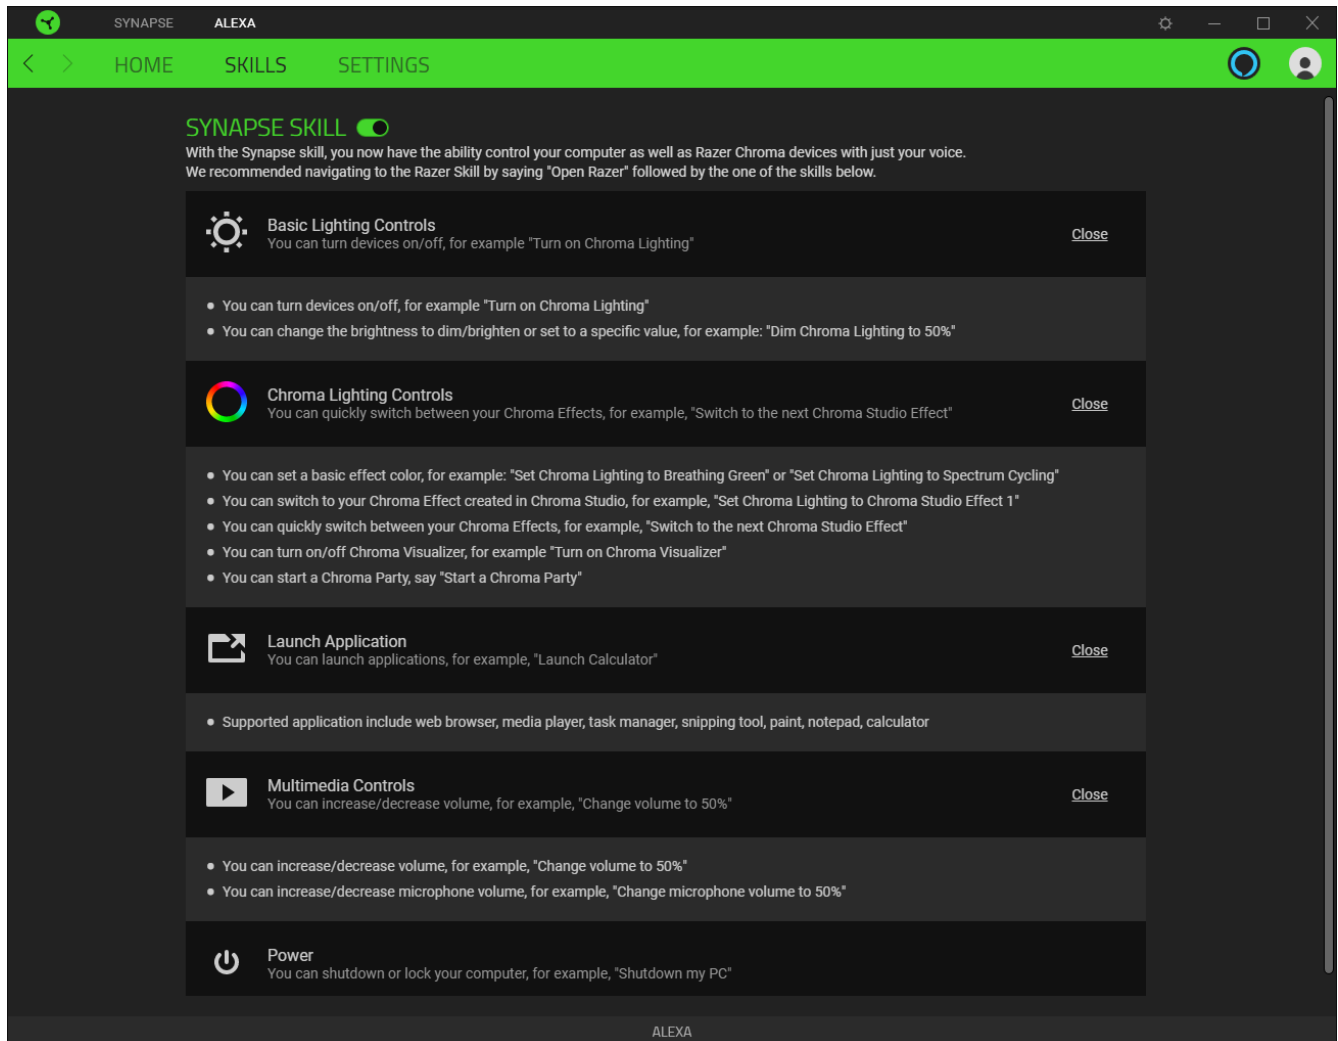 SYNAPSE ALEXA
HOME SKILLS SETTINGS
SYNAPSE SKILL
With the Synapse skill, you now have the ability control your computer as well as Razer Chroma devices with just your voice.
We recommended navigating to the Razer Skill by saying "Open Razer" followed by the one of the skills below.
Basic Lighting Controls
You can turn devices on/off, for example "Turn on Chroma Lighting"
Close
• You can turn devices on/off, for example "Turn on Chroma Lighting"
• You can change the brightness to dim/brighten or set to a specific value, for example: "Dim Chroma Lighting to 50%"
Chroma Lighting Controls
You can quickly switch between your Chroma Effects, for example, "Switch to the next Chroma Studio Effect"
Close
• You can set a basic effect color, for example: "Set Chroma Lighting to Breathing Green" or "Set Chroma Lighting to Spectrum Cycling"
• You can switch to your Chroma Effect created in Chroma Studio, for example, "Set Chroma Lighting to Chroma Studio Effect 1"
• You can quickly switch between your Chroma Effects, for example, "Switch to the next Chroma Studio Effect"
• You can turn on/off Chroma Visualizer, for example "Turn on Chroma Visualizer"
• You can start a Chroma Party, say "Start a Chroma Party"
Launch Application
You can launch applications, for example, "Launch Calculator"
Close
• Supported application include web browser, media player, task manager, snipping tool, paint, notepad, calculator
Multimedia Controls
You can increase/decrease volume, for example, "Change volume to 50%"
Close
• You can increase/decrease volume, for example, "Change volume to 50%"
• You can increase/decrease microphone volume, for example, "Change microphone volume to 50%"
Power
You can shutdown or lock your computer, for example, "Shutdown my PC"
ALEXA